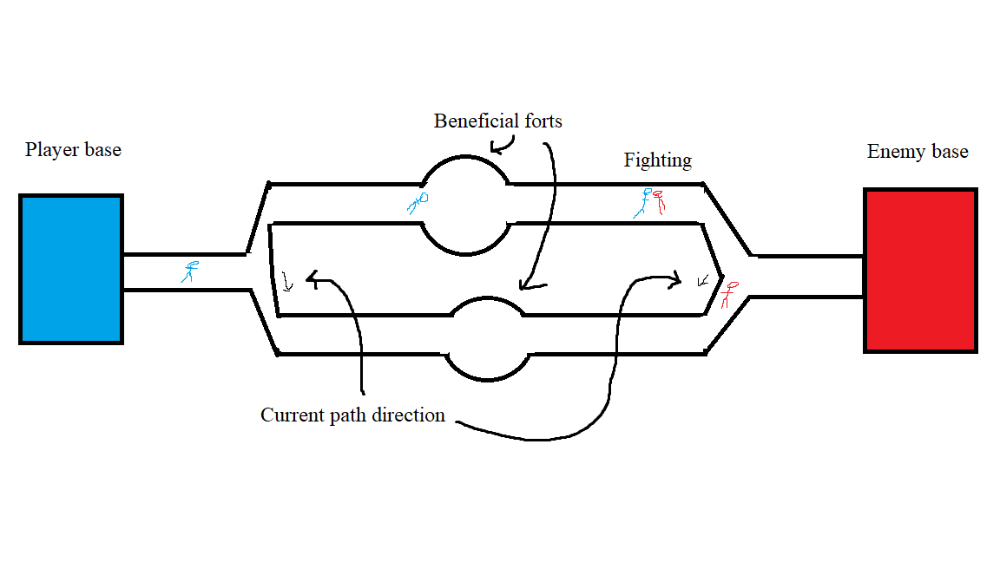 Beneficial forts
Player base
Fighting
Enemy base
Current path direction